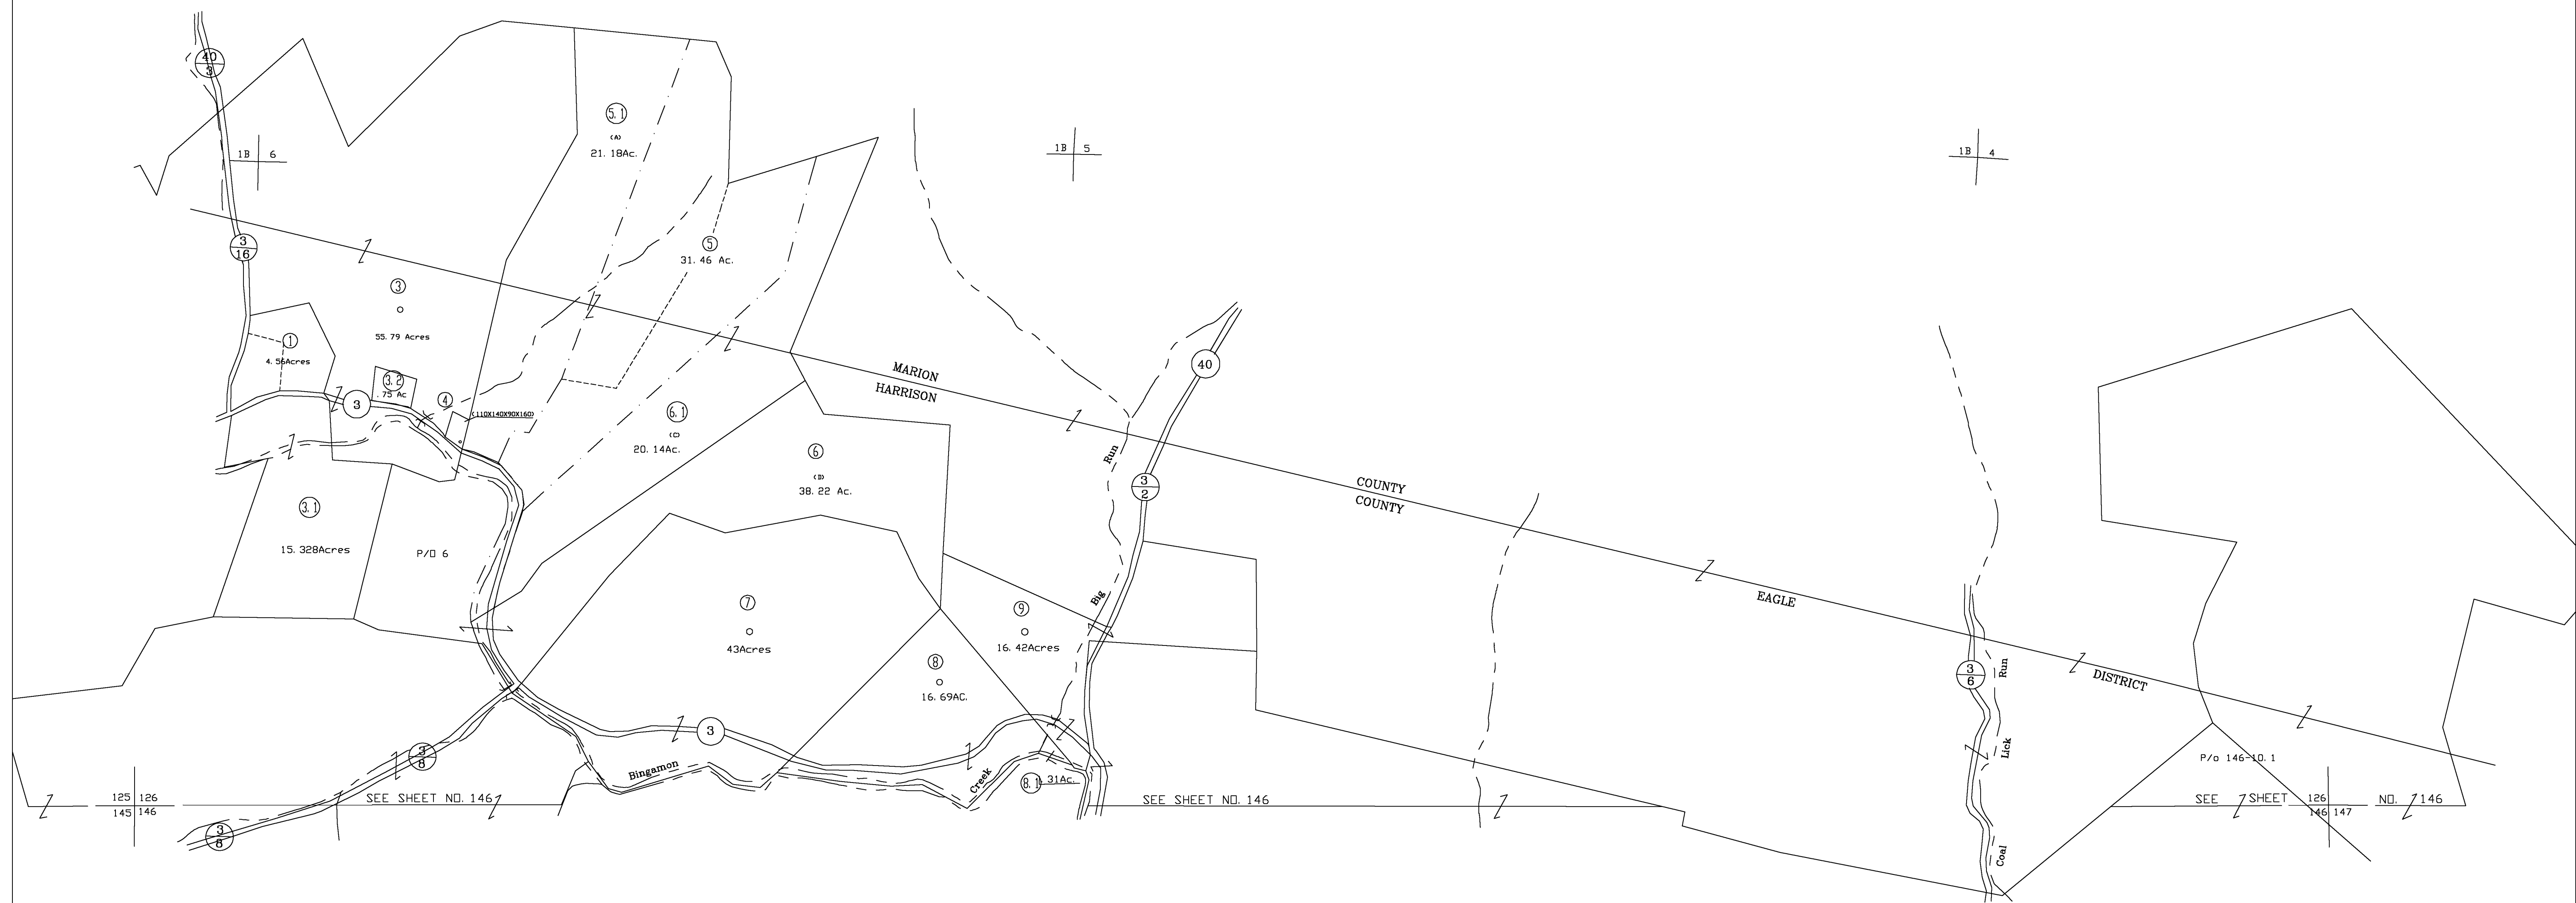 40
3
5.1
(A)
21. 18Ac.
1B 6
1B 5
1B 4
3
16
5
31. 46 Ac.
3
55. 79 Acres
1
4. 56Acres
3. 2
. 75 Ac
4
(110X140X90X160)
3
40
MARION
HARRISON
6. 1
20. 14Ac.
6
38. 22 Ac.
Run
3
2
COUNTY
COUNTY
3. 1
15. 328Acres
P/O 6
Big
7
43Acres
9
16. 42Acres
8
16. 69AC.
EAGLE
DISTRICT
3
6
Run
Lick
Coal
3
3
8
Bingamon
Creek
8. 1
. 31Ac.
P/o 146-10. 1
125 126
145 146
SEE SHEET NO. 146
SEE SHEET NO. 146
SEE SHEET NO. 146
126
146 147
3
8